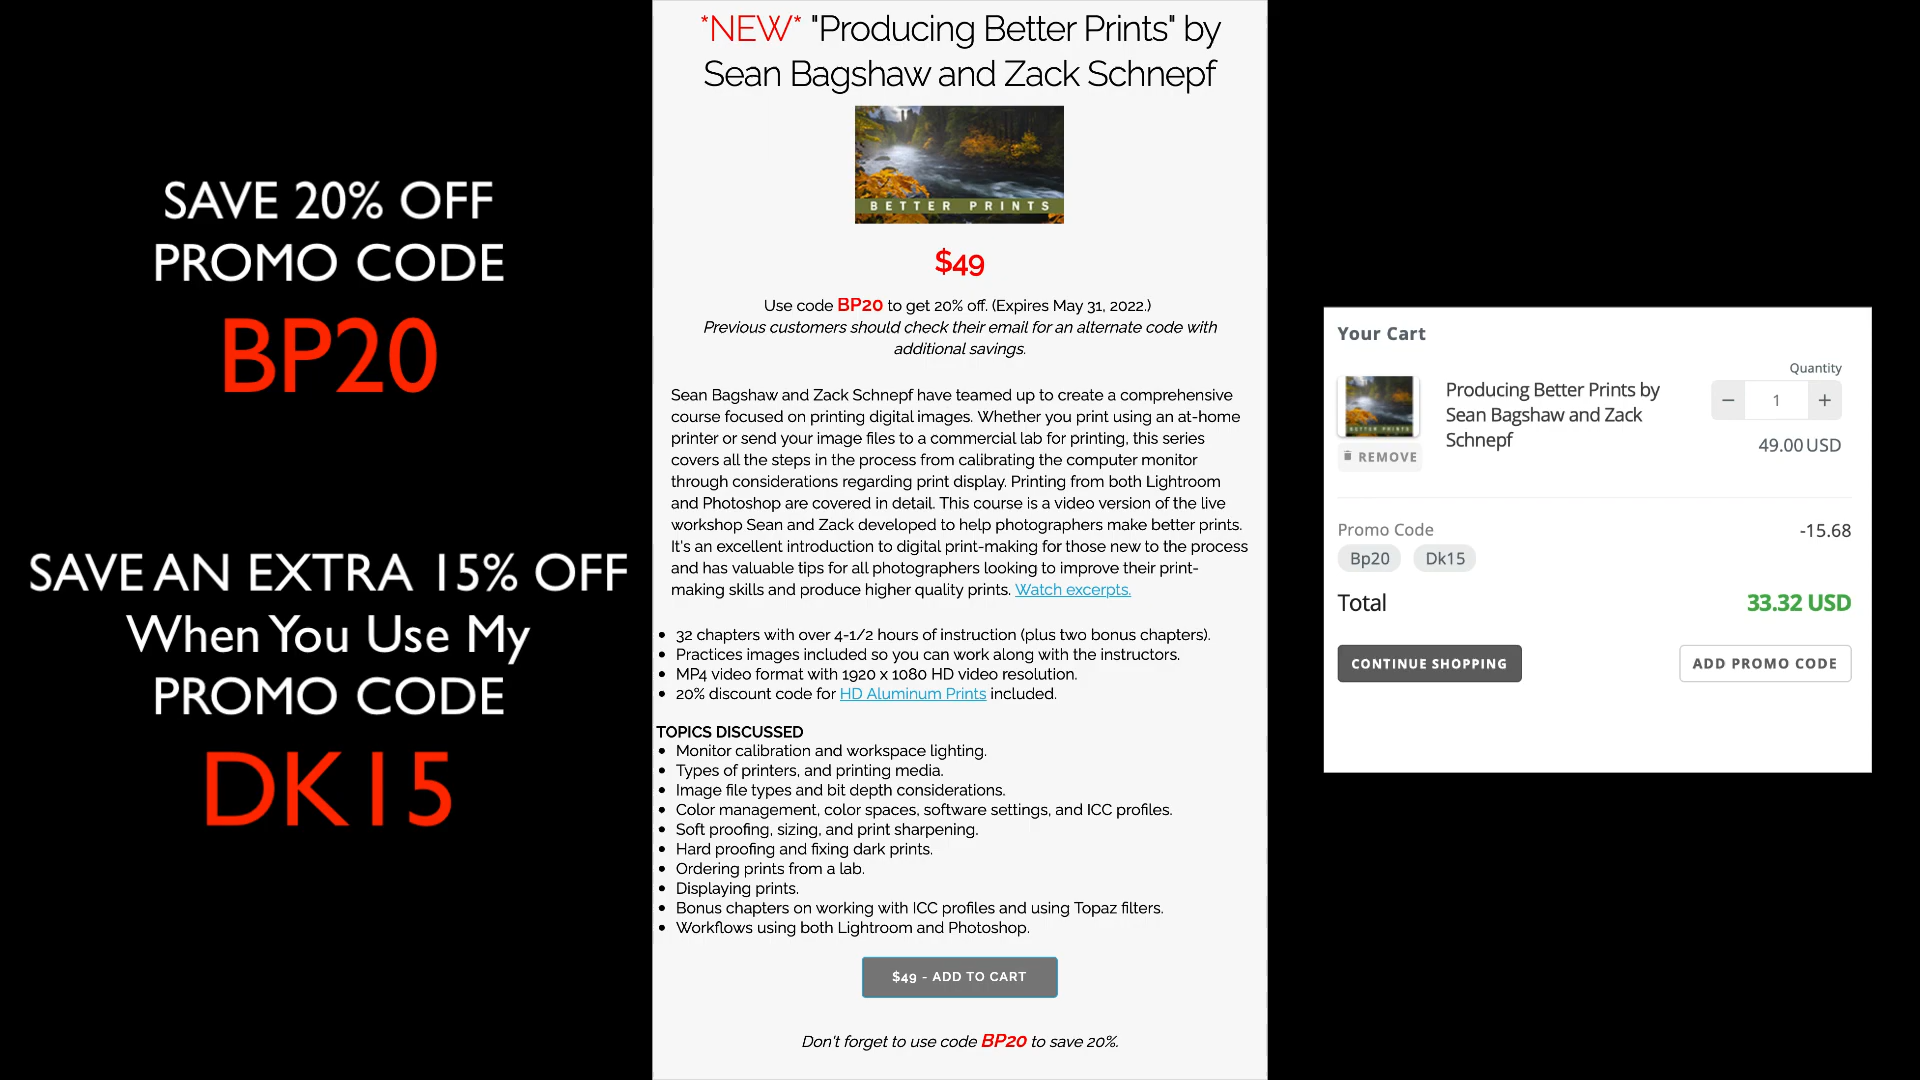 SAVE 20% OFF
PROMO CODE
BP20
SAVE AN EXTRA 15% OFF
When You Use My
PROMO CODE
DK15
*NEW* "Producing Better Prints" by
Sean Bagshaw and Zack Schnepf
BETTER PRINTS
$49
Use code BP20 to get 20% off. (Expires May 31, 2022.)
Previous customers should check their email for an alternate code with
additional savings.
Sean Bagshaw and Zack Schnepf have teamed up to create a comprehensive
course focused on printing digital images. Whether you print using an at-home
printer or send your image files to a commercial lab for printing, this series
covers all the steps in the process from calibrating the computer monitor
through considerations regarding print display. Printing from both Lightroom
and Photoshop are covered in detail. This course is a video version of the live
workshop Sean and Zack developed to help photographers make better prints.
It's an excellent introduction to digital print-making for those new to the process
and has valuable tips for all photographers looking to improve their print-
making skills and produce higher quality prints. Watch excerpts.
• 32 chapters with over 4-1/2 hours of instruction (plus two bonus chapters).
• Practices images included so you can work along with the instructors.
• MP4 video format with 1920 x 1080 HD video resolution.
• 20% discount code for HD Aluminum Prints included.
TOPICS DISCUSSED
• Monitor calibration and workspace lighting.
• Types of printers, and printing media.
• Image file types and bit depth considerations.
• Color management, color spaces, software settings, and ICC profiles.
• Soft proofing, sizing, and print sharpening.
• Hard proofing and fixing dark prints.
• Ordering prints from a lab.
• Displaying prints.
• Bonus chapters on working with ICC profiles and using Topaz filters.
• Workflows using both Lightroom and Photoshop.
$49 - ADD TO CART
Don't forget to use code BP20 to save 20%.
Your Cart
Quantity
Producing Better Prints by
Sean Bagshaw and Zack
Schnepf
− 1 +
49.00 USD
BETTER PRINTS
REMOVE
Promo Code
-15.68
Bp20 Dk15
Total
33.32 USD
CONTINUE SHOPPING
ADD PROMO CODE